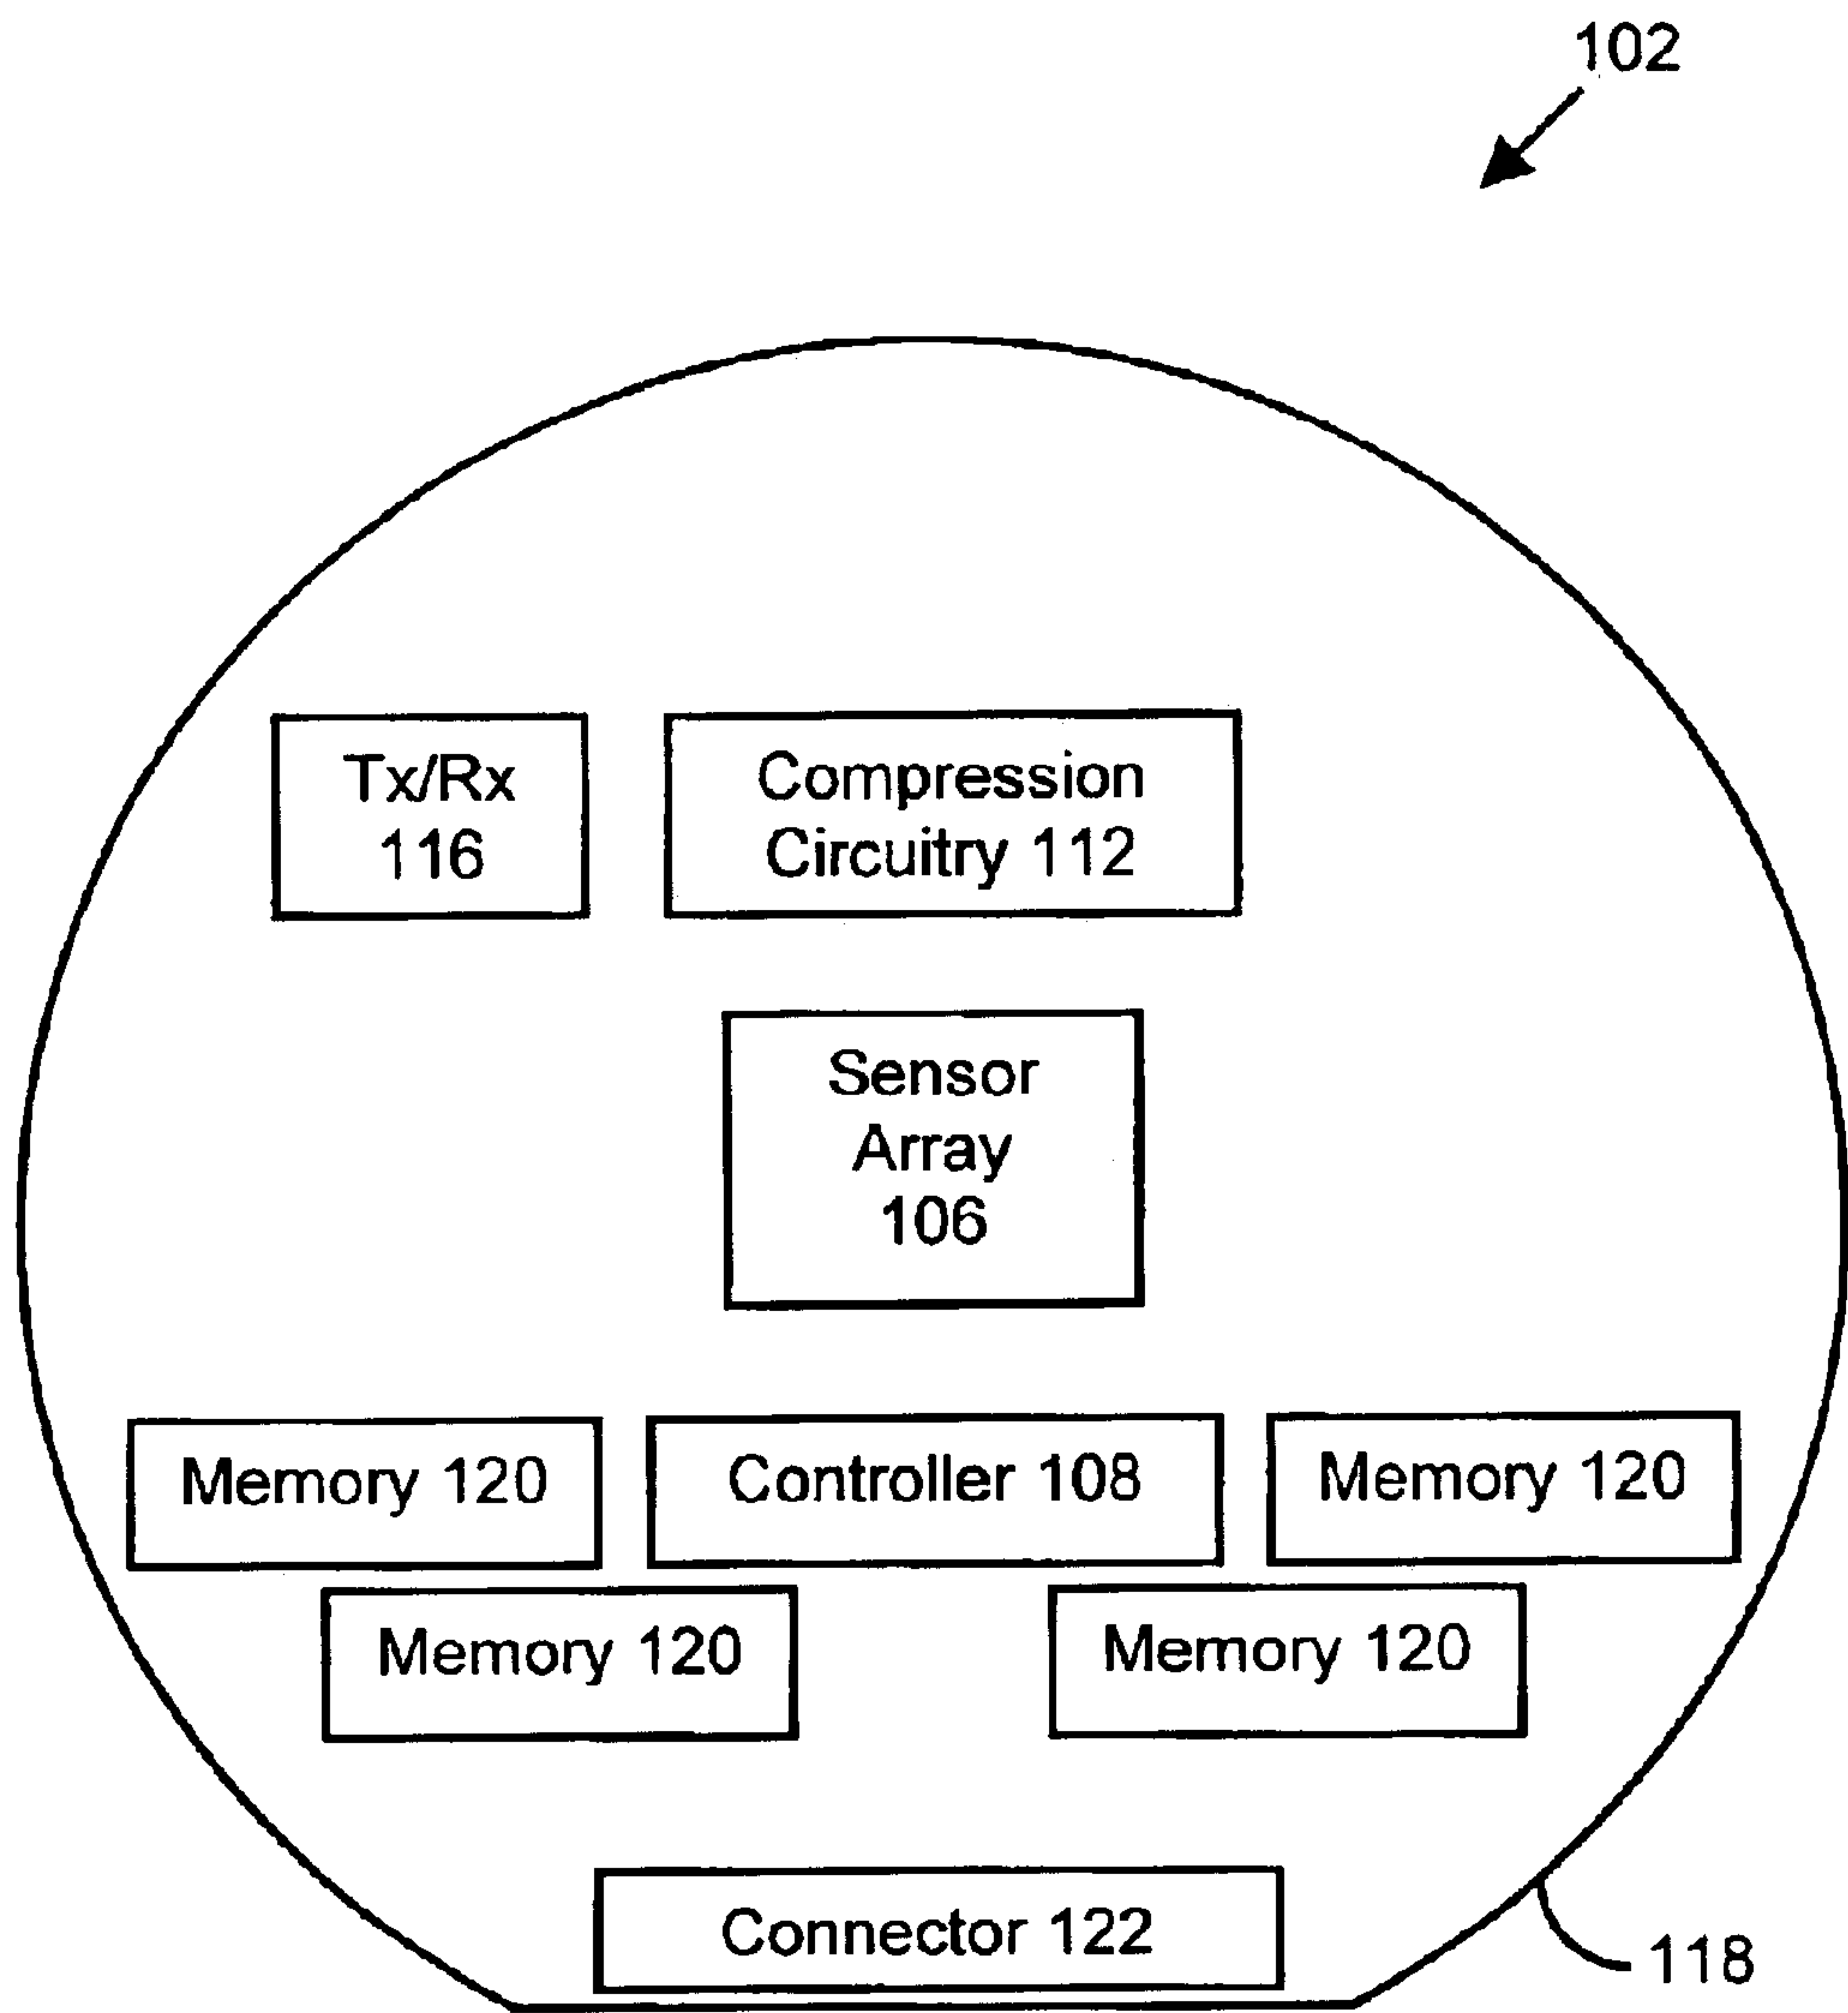 102
Tx/Rx
116
Compression
Circuitry 112
Sensor
Array
106
Memory 120
Controller 108
Memory 120
Memory 120
Memory 120
Connector 122
118